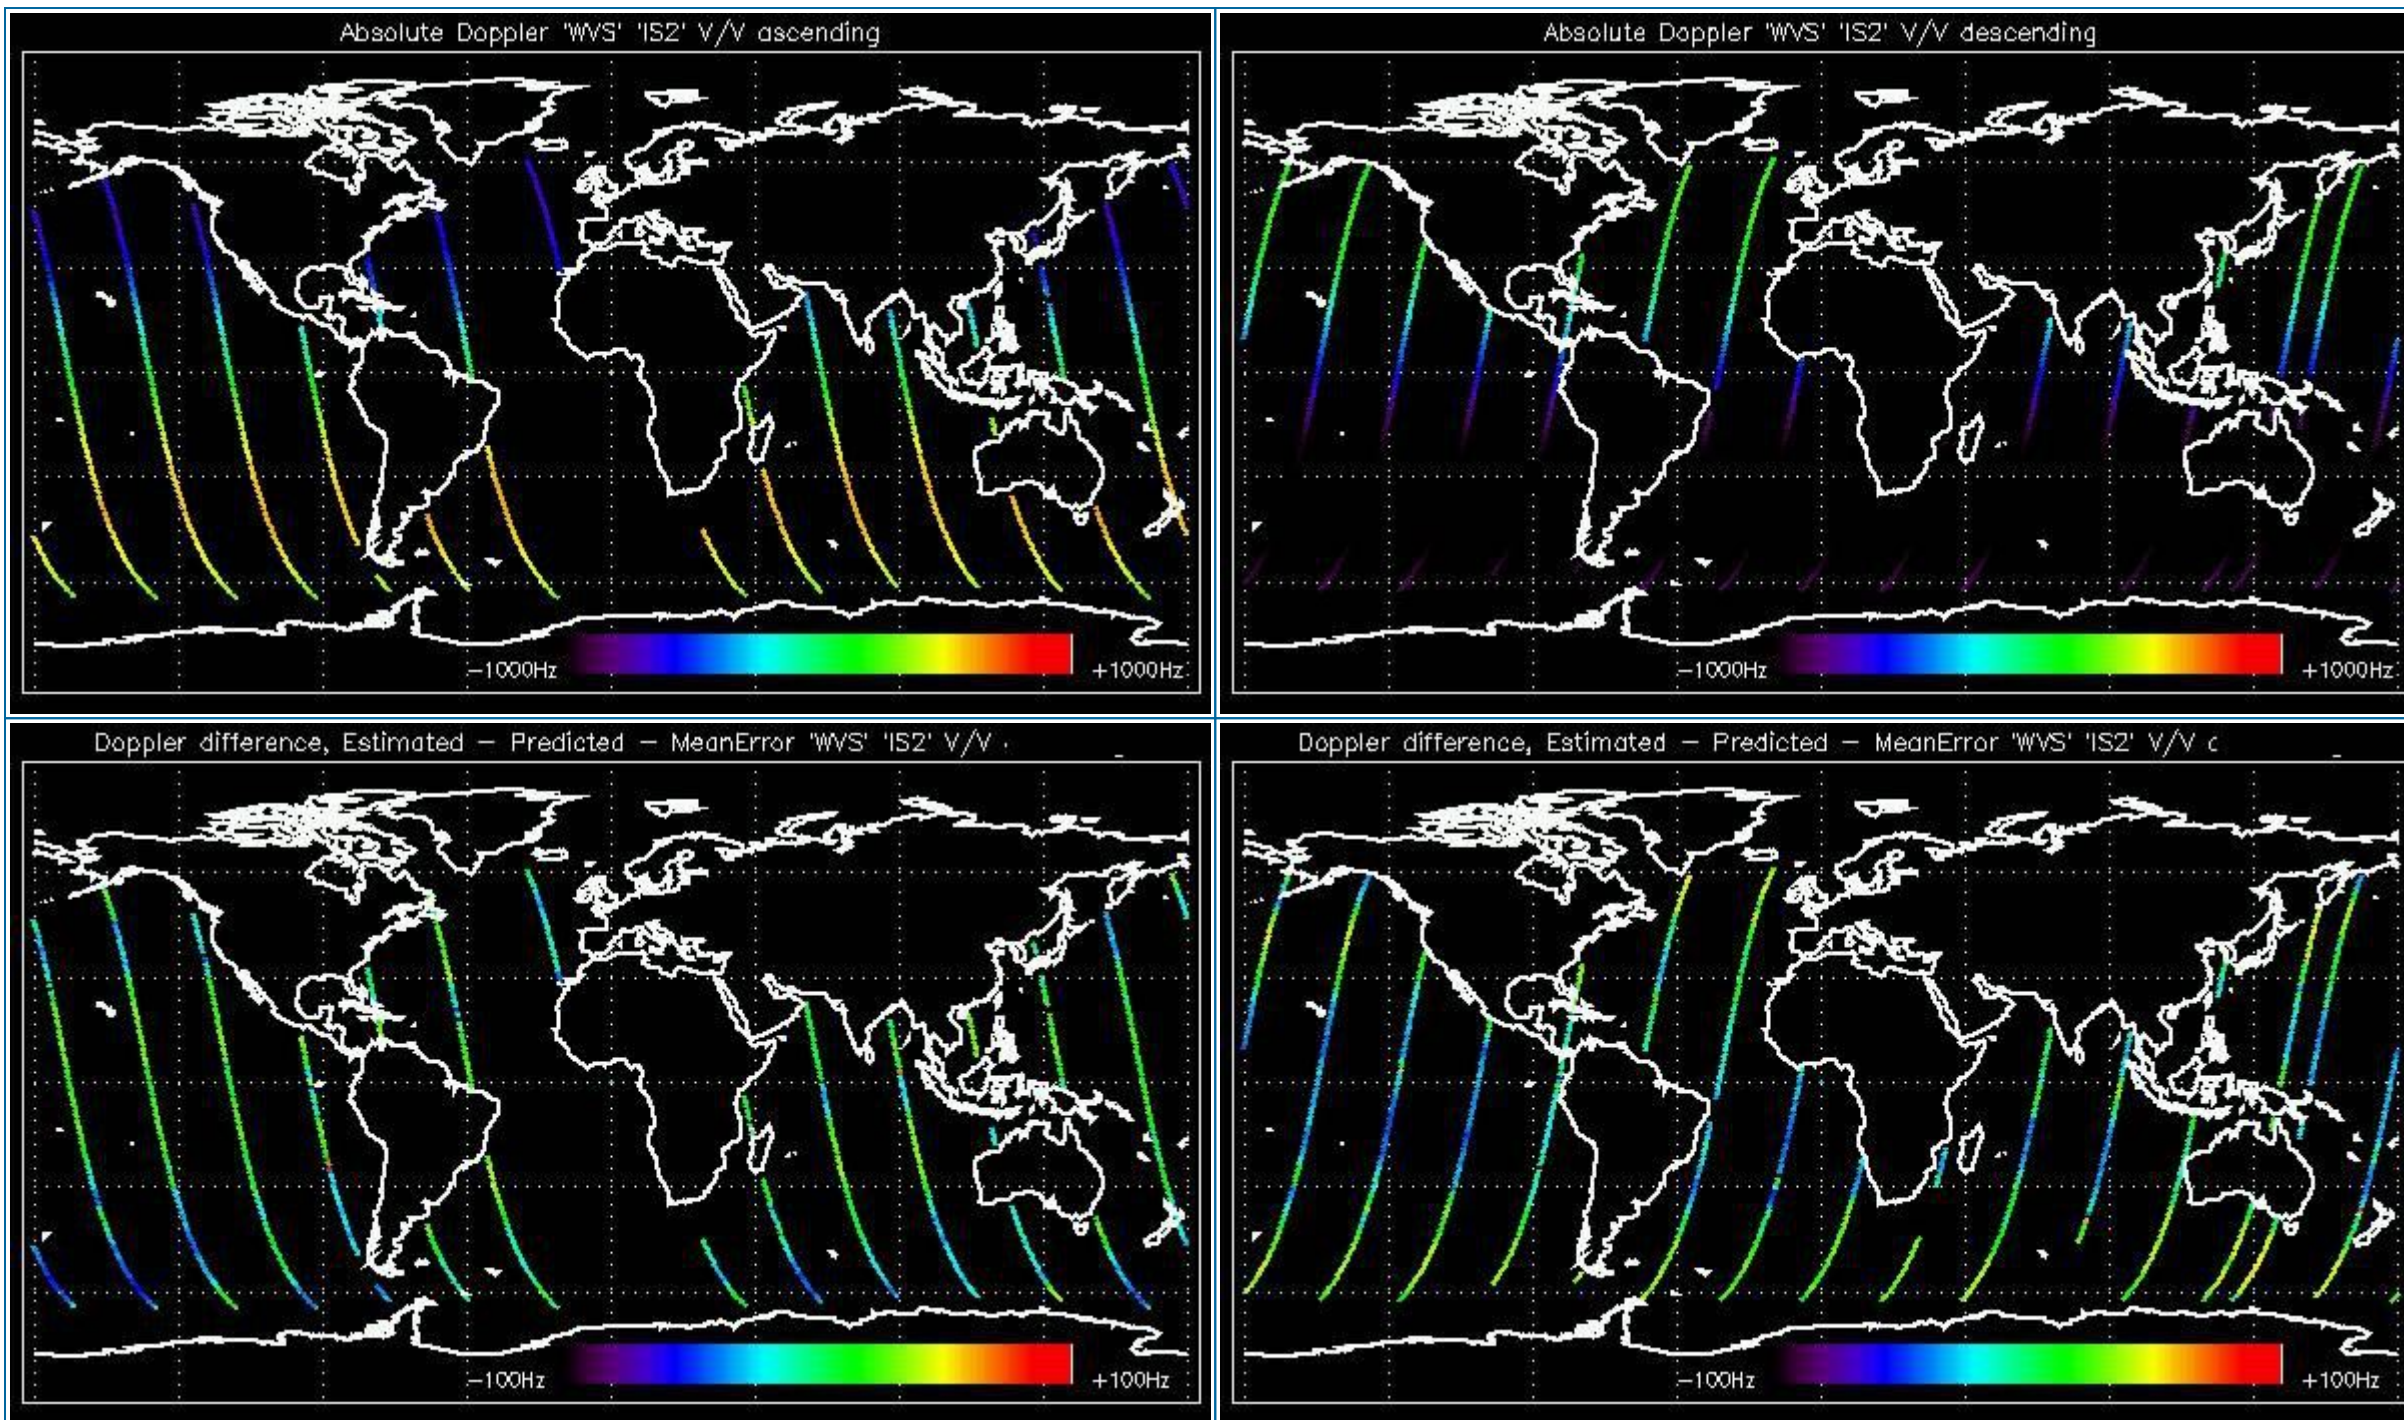 Absolute Doppler 'WVS' 'IS2' V/V ascending
-1000Hz
+1000Hz
Absolute Doppler 'WVS' 'IS2' V/V descending
-1000Hz
+1000Hz
Doppler difference, Estimated - Predicted - MeanError 'WVS' 'IS2' V/V
-100Hz
+100Hz
Doppler difference, Estimated - Predicted - MeanError 'WVS' 'IS2' V/V
-100Hz
+100Hz